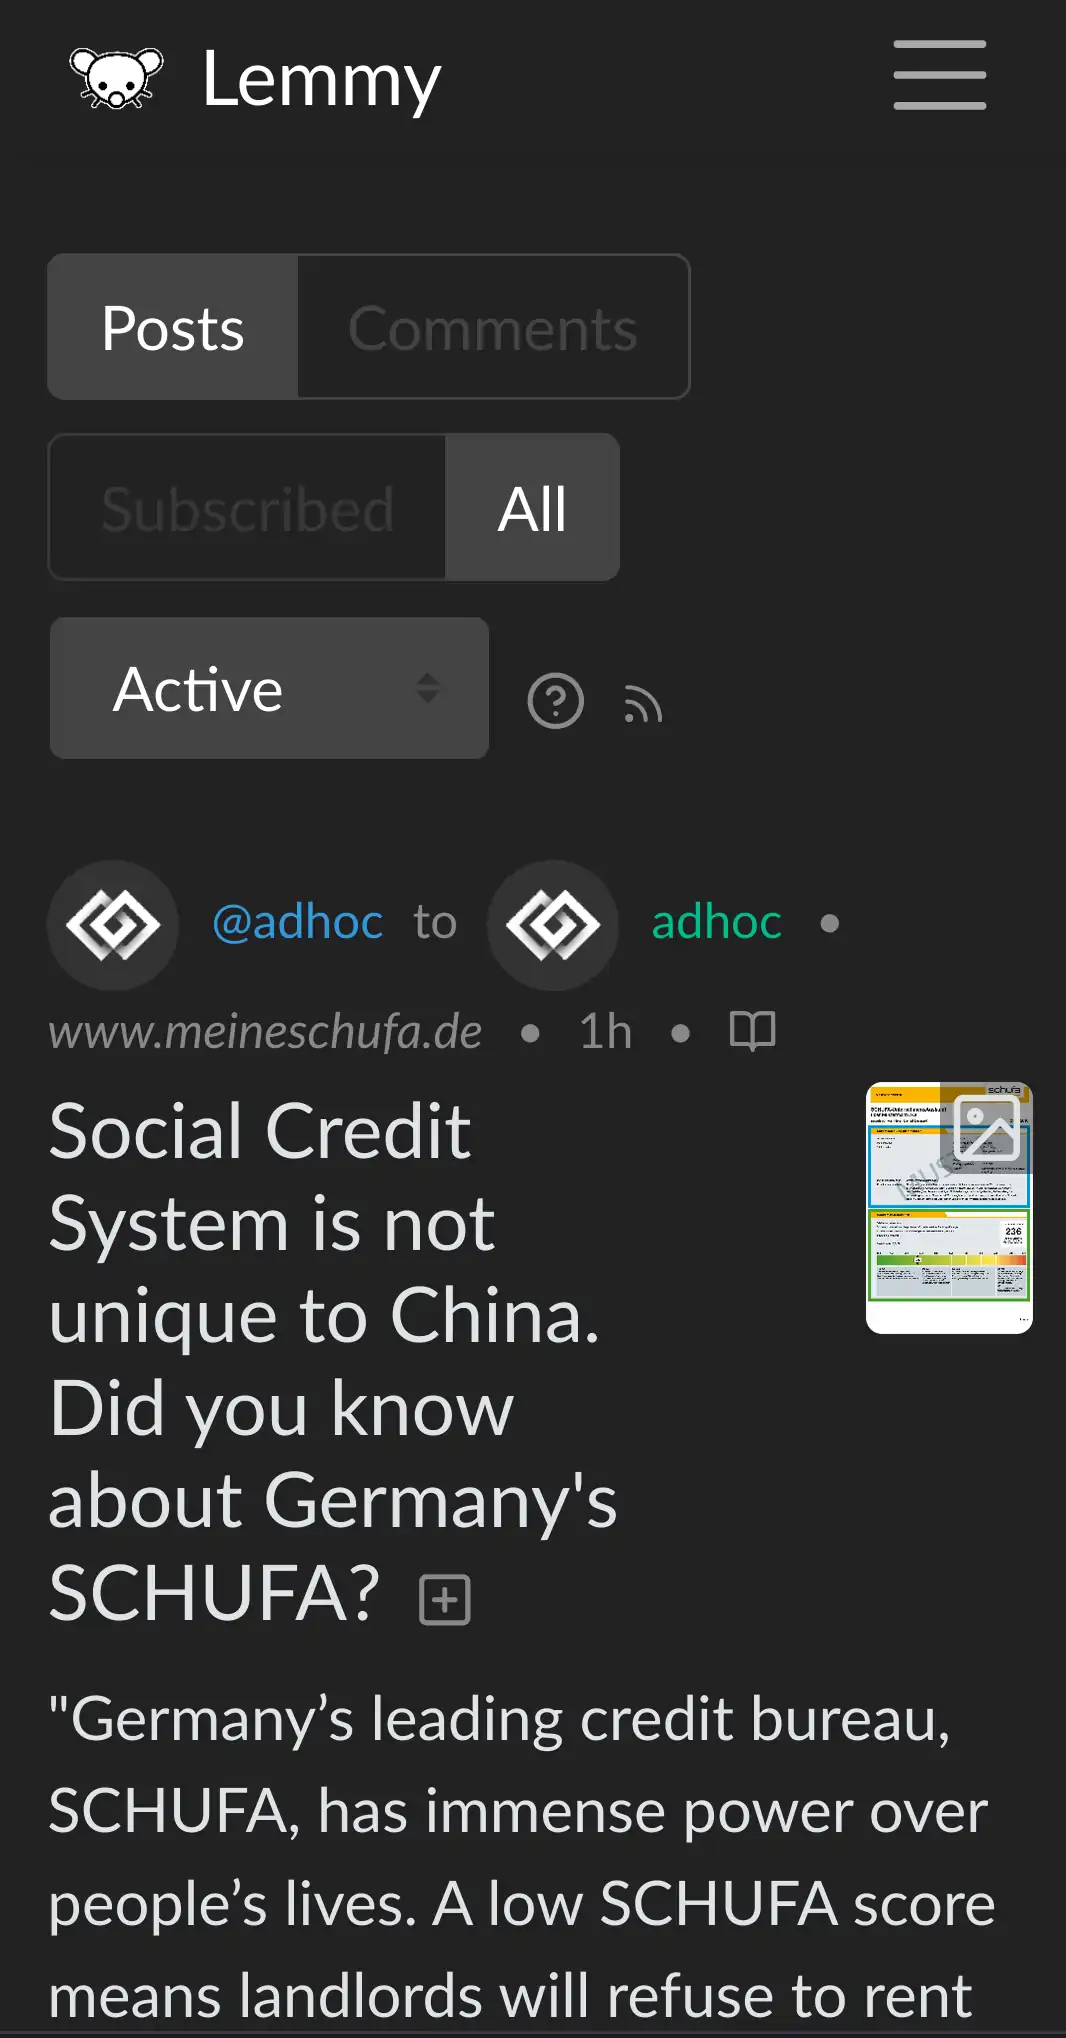 Lemmy
Posts Comments
Subscribed All
Active
@adhoc to adhoc •
www.meineschufa.de • 1h •
Social Credit
System is not
unique to China.
Did you know
about Germany's
SCHUFA?
schufa
236
"Germany’s leading credit bureau,
SCHUFA, has immense power over
people’s lives. A low SCHUFA score
means landlords will refuse to rent